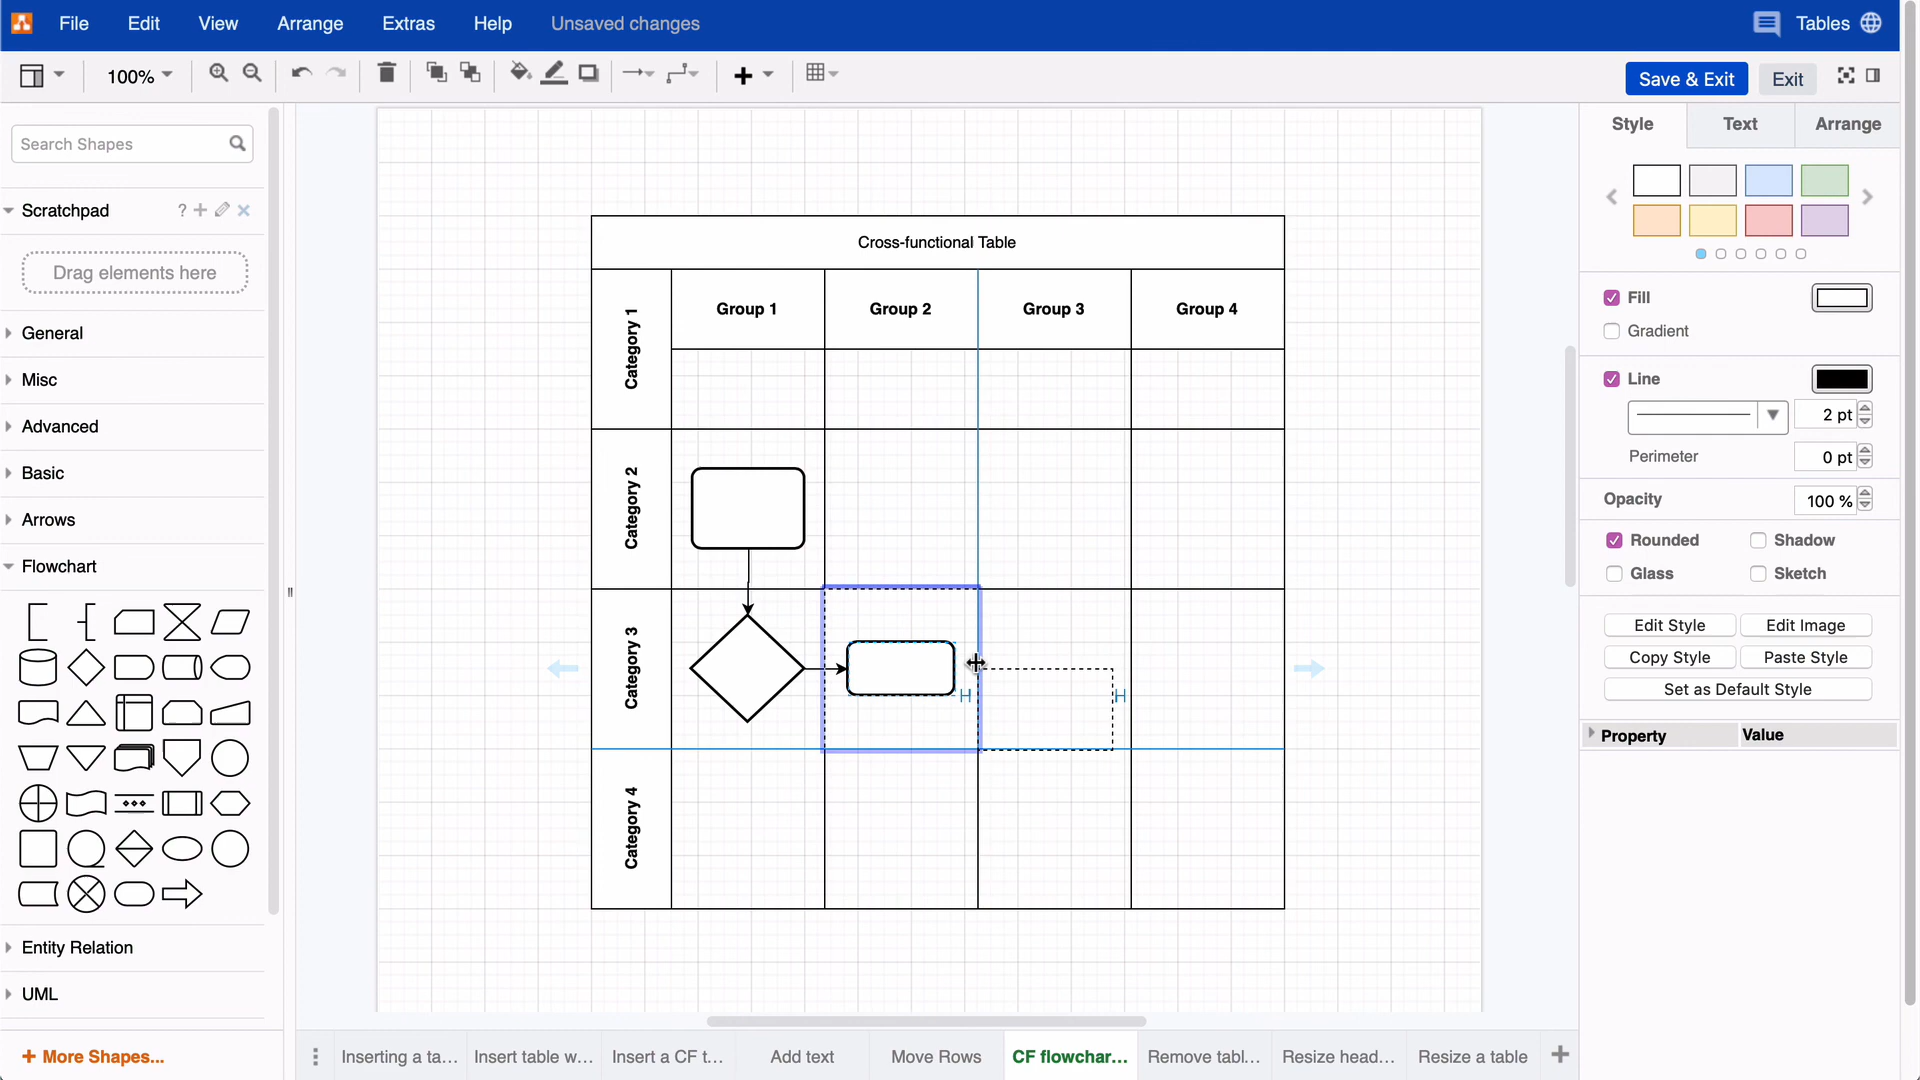 File Edit View Arrange Extras Help Unsaved changes Tables
100% Save & Exit Exit
Search Shapes
Scratchpad ?
Drag elements here
General
Misc
Advanced
Basic
Arrows
Flowchart
Entity Relation
UML
More Shapes...
Cross-functional Table
Group 1 Group 2 Group 3 Group 4
Category 1
Category 2
Category 3
Category 4
Style Text Arrange
Fill
Gradient
Line
2 pt
Perimeter 0 pt
Opacity 100 %
Rounded Shadow
Glass Sketch
Edit Style Edit Image
Copy Style Paste Style
Set as Default Style
Property Value
Inserting a ta... Insert table w... Insert a CF t... Add text Move Rows CF flowchar... Remove tabl... Resize head... Resize a table